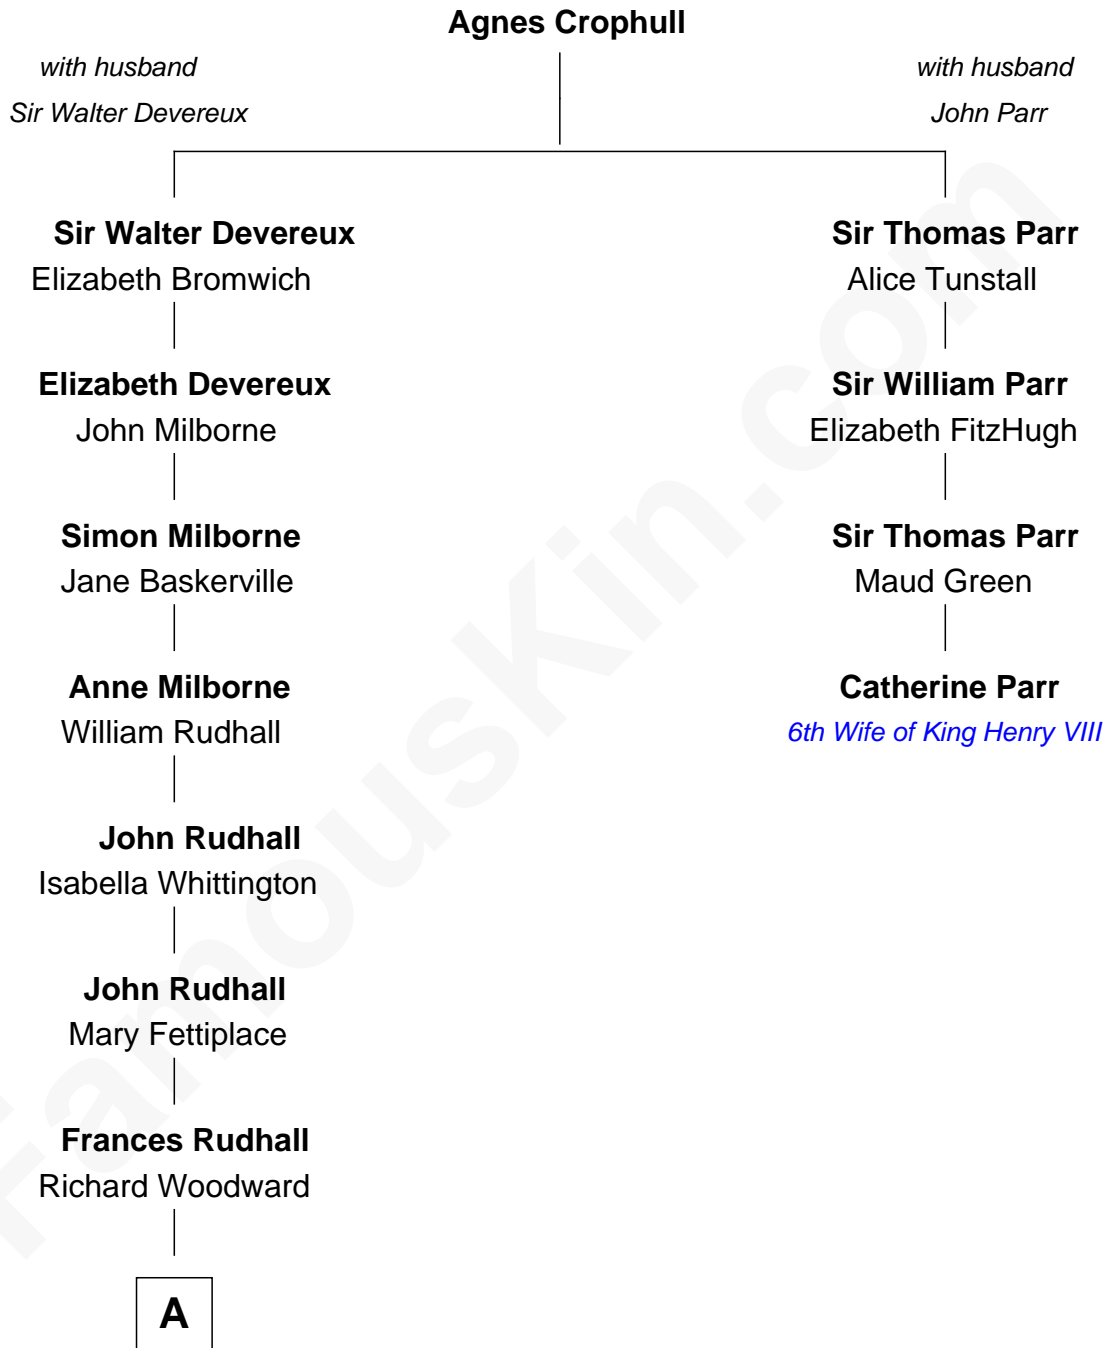 Agnes Crophull
with husband
Sir Walter Devereux
with husband
John Parr
Sir Walter Devereux
Elizabeth Bromwich
Sir Thomas Parr
Alice Tunstall
Elizabeth Devereux
John Milborne
Sir William Parr
Elizabeth FitzHugh
Simon Milborne
Jane Baskerville
Sir Thomas Parr
Maud Green
Anne Milborne
William Rudhall
Catherine Parr
6th Wife of King Henry VIII
John Rudhall
Isabella Whittington
John Rudhall
Mary Fettiplace
Frances Rudhall
Richard Woodward
A
FamousKin.com